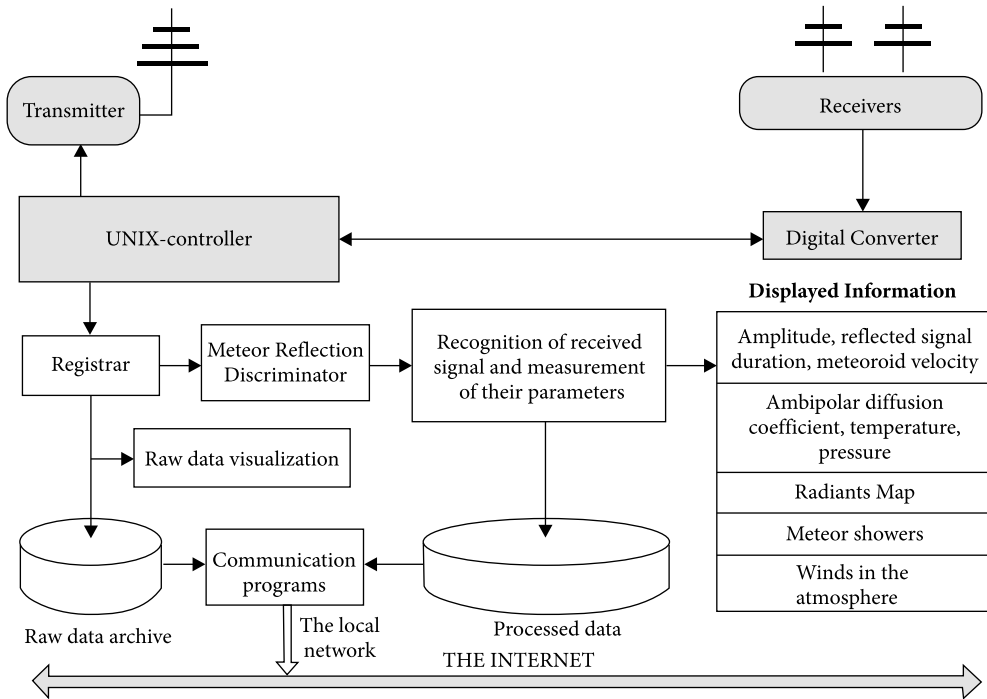 Transmitter
Receivers
UNIX-controller
Digital Converter
Displayed Information
Registrar
Meteor Reflection
Discriminator
Recognition of received
signal and measurement
of their parameters
Amplitude, reflected signal
duration, meteoroid velocity
Ambipolar diffusion
coefficient, temperature,
pressure
Radiants Map
Meteor showers
Winds in the
atmosphere
Raw data visualization
Communication
programs
Raw data archive
The local
network
Processed data
THE INTERNET